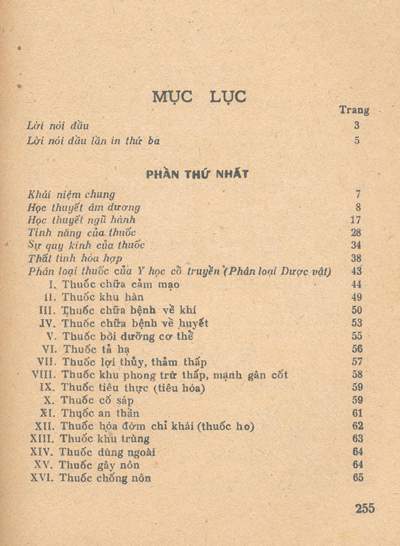 MỤC LỤC
Trang
Lời nói đầu 3
Lời nói đầu lần in thứ ba 5
PHẦN THỨ NHẤT
Khái niệm chung 7
Học thuyết âm dương 8
Học thuyết ngũ hành 17
Tính năng của thuốc 28
Sự quy kinh của thuốc 34
Thất tình hòa hợp 38
Phân loại thuốc của Y học cổ truyền (Phân loại Dược vật) 43
I. Thuốc chữa cảm mạo 44
II. Thuốc khu hàn 49
III. Thuốc chữa bệnh về khí 50
IV. Thuốc chữa bệnh về huyết 53
V. Thuốc bồi dưỡng cơ thể 55
VI. Thuốc tả hạ 56
VII. Thuốc lợi thủy, thẩm thấp 57
VIII. Thuốc khu phong trừ thấp, mạnh gân cốt 58
IX. Thuốc tiêu thực (tiêu hóa) 59
X. Thuốc cố sáp 59
XI. Thuốc an thần 61
XII. Thuốc hóa đờm chỉ khái (thuốc ho) 62
XIII. Thuốc khu trùng 63
XIV. Thuốc dùng ngoài 64
XV. Thuốc gây nôn 64
XVI. Thuốc chống nôn 65
255